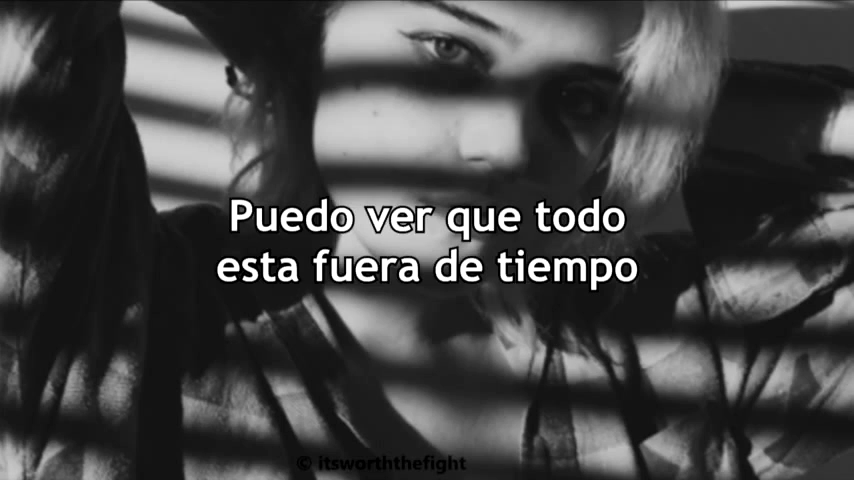 Puedo ver que todo
esta fuera de tiempo
© itsworththefight